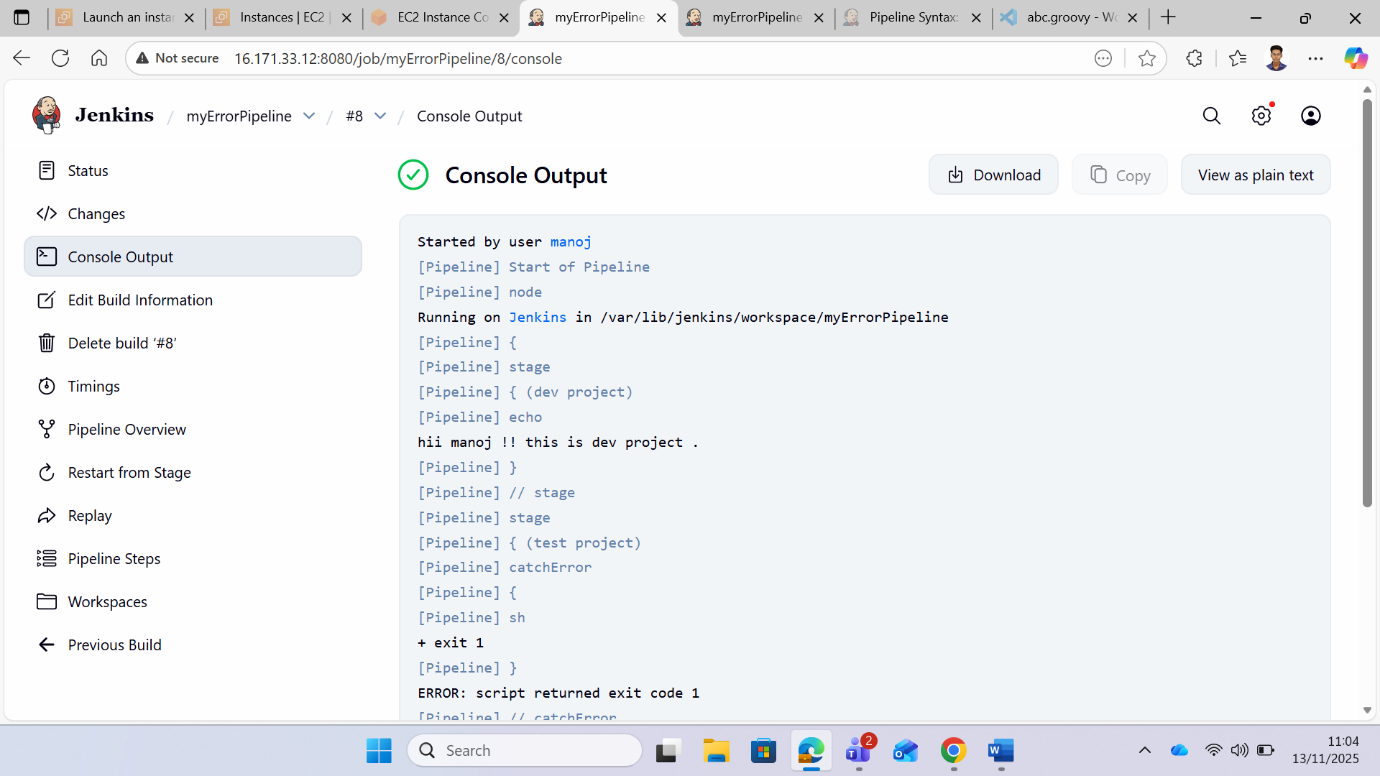 Launch an instar
Instances | EC2 |
EC2 Instance Co
myErrorPipeline
myErrorPipeline
Pipeline Syntax:
abc.groovy - Wo
Not secure 16.171.33.12:8080/job/myErrorPipeline/8/console
Jenkins / myErrorPipeline / #8 / Console Output
Status
Changes
Console Output
Edit Build Information
Delete build '#8'
Timings
Pipeline Overview
Restart from Stage
Replay
Pipeline Steps
Workspaces
Previous Build
Console Output
Download
Copy
View as plain text
Started by user manoj
[Pipeline] Start of Pipeline
[Pipeline] node
Running on Jenkins in /var/lib/jenkins/workspace/myErrorPipeline
[Pipeline] {
[Pipeline] stage
[Pipeline] { (dev project)
[Pipeline] echo
hii manoj !! this is dev project .
[Pipeline] }
[Pipeline] // stage
[Pipeline] stage
[Pipeline] { (test project)
[Pipeline] catchError
[Pipeline] {
[Pipeline] sh
+ exit 1
[Pipeline] }
ERROR: script returned exit code 1
[Pipeline] // catchError
Search
2
11:04
13/11/2025